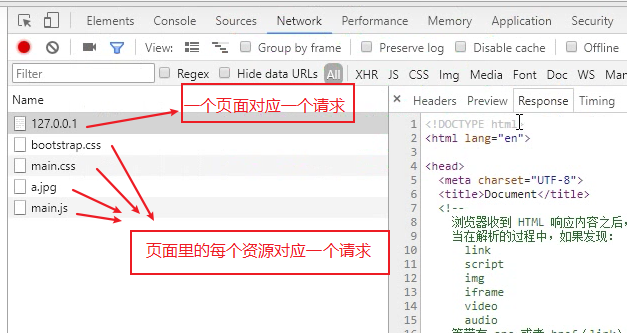 Elements Console Sources Network Performance Memory Application Security
View: Group by frame Preserve log Disable cache Offline
Filter Regex Hide data URLs All XHR JS CSS Img Media Font Doc WS Man
Name
127.0.0.1
bootstrap.css
main.css
a.jpg
main.js
一个页面对应一个请求
页面里的每个资源对应一个请求
× Headers Preview Response Timing
1 <!DOCTYPE html>
2 <html lang="en">
3
4 <head>
5 <meta charset="UTF-8">
6 <title>Document</title>
7 <!--
8 浏览器收到 HTML 响应内容之后，
9 当在解析的过程中，如果发现：
10 link
11 script
12 img
13 iframe
14 video
15 audio